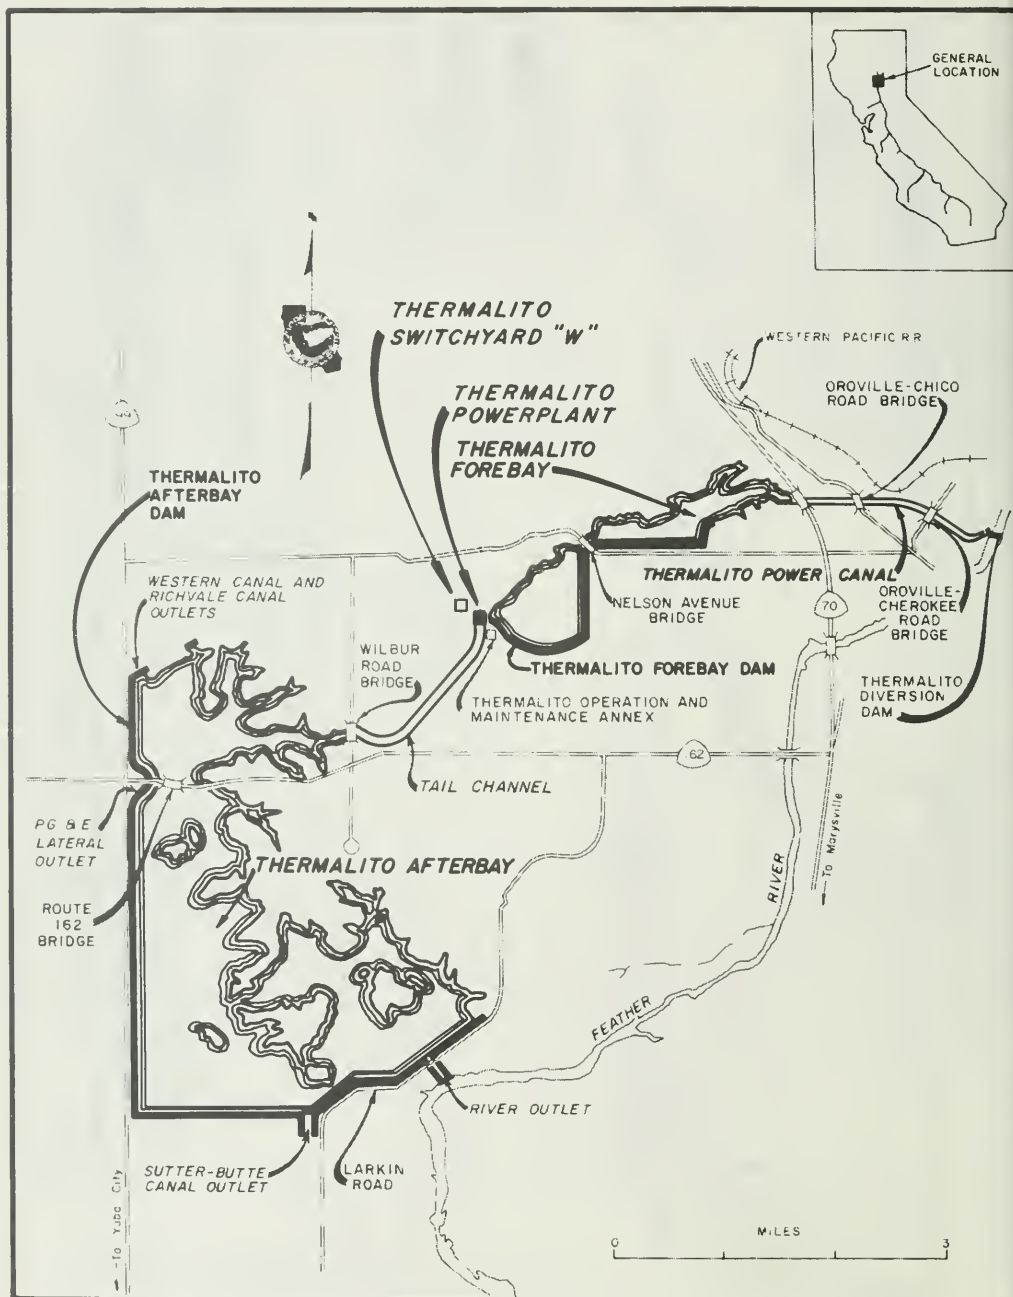 GENERAL
LOCATION
THERMALITO
SWITCHYARD "W"
WESTERN PACIFIC R R
THERMALITO
POWERPLANT
OROVILLE-CHICO
ROAD BRIDGE
THERMALITO
FOREBAY
THERMALITO
AFTERBAY
DAM
WESTERN CANAL AND
RICHVALE CANAL
OUTLETS
THERMALITO POWER CANAL
NELSON AVENUE
BRIDGE
70
OROVILLE-
CHEROKEE
ROAD
BRIDGE
WILBUR
ROAD
BRIDGE
THERMALITO FOREBAY DAM
THERMALITO
DIVERSION
DAM
THERMALITO OPERATION AND
MAINTENANCE ANNEX
62
TAIL CHANNEL
PG & E
LATERAL
OUTLET
To Marysville
THERMALITO AFTERBAY
ROUTE
162
BRIDGE
RIVER
FEATHER
RIVER OUTLET
SUTTER-BUTTE
CANAL OUTLET
LARKIN
ROAD
To Yuba City
MILES
0 3